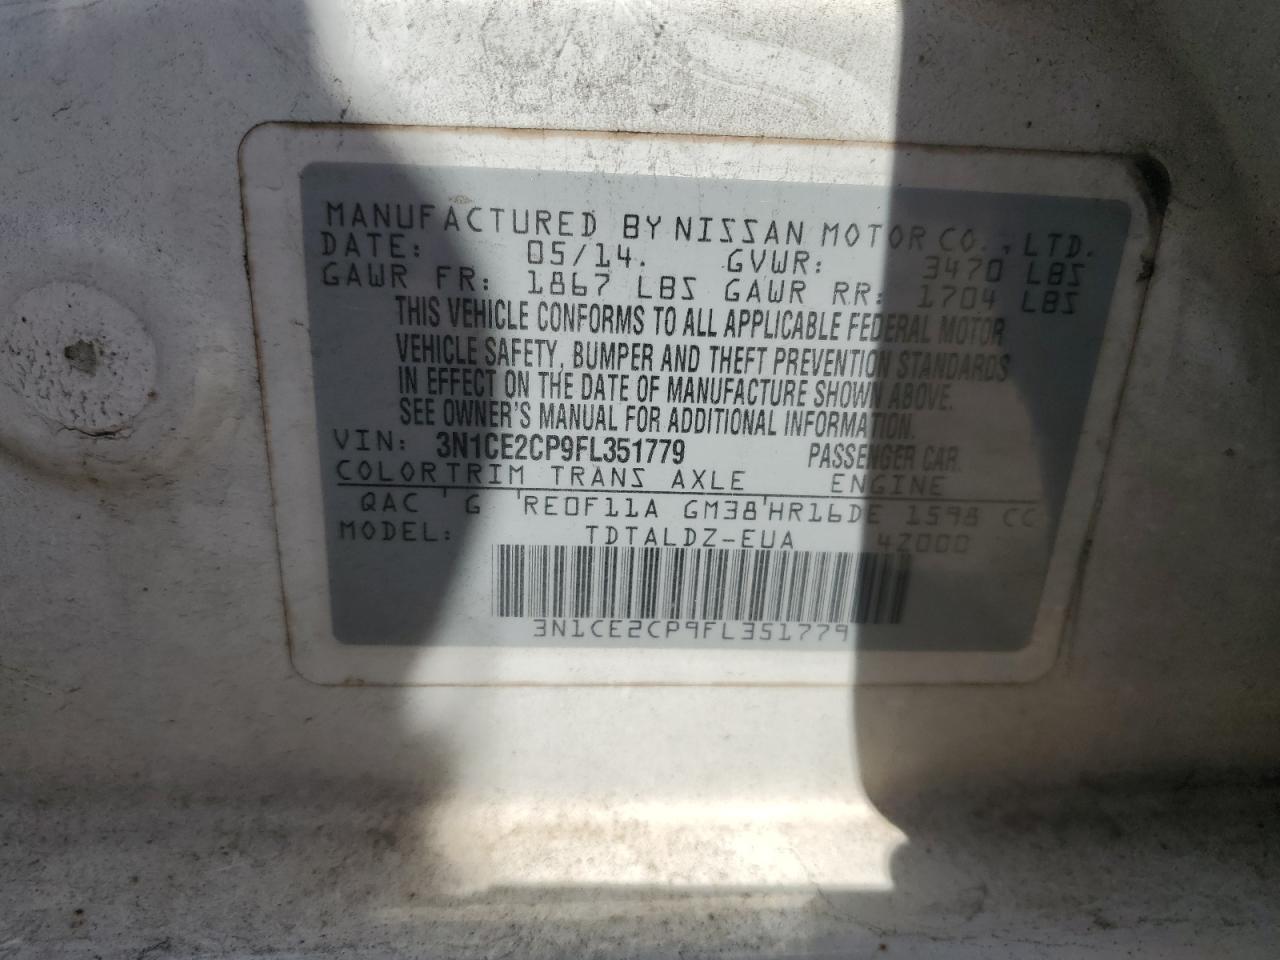 MANUFACTURED BY NISSAN MOTOR CO., LTD.
DATE: 05/14. GVWR: 3470 LBS
GAWR FR: 1867 LBS GAWR RR: 1704 LBS
THIS VEHICLE CONFORMS TO ALL APPLICABLE FEDERAL MOTOR
VEHICLE SAFETY, BUMPER AND THEFT PREVENTION STANDARDS
IN EFFECT ON THE DATE OF MANUFACTURE SHOWN ABOVE.
SEE OWNER'S MANUAL FOR ADDITIONAL INFORMATION.
VIN: 3N1CE2CP9FL351779 PASSENGER CAR
COLORTRIM TRANS AXLE ENGINE
QAC ' G 'RE0F11A GM38'HR16DE 1598 CC
MODEL: TDTALDZ-EUA 4Z000
3N1CE2CP9FL351779